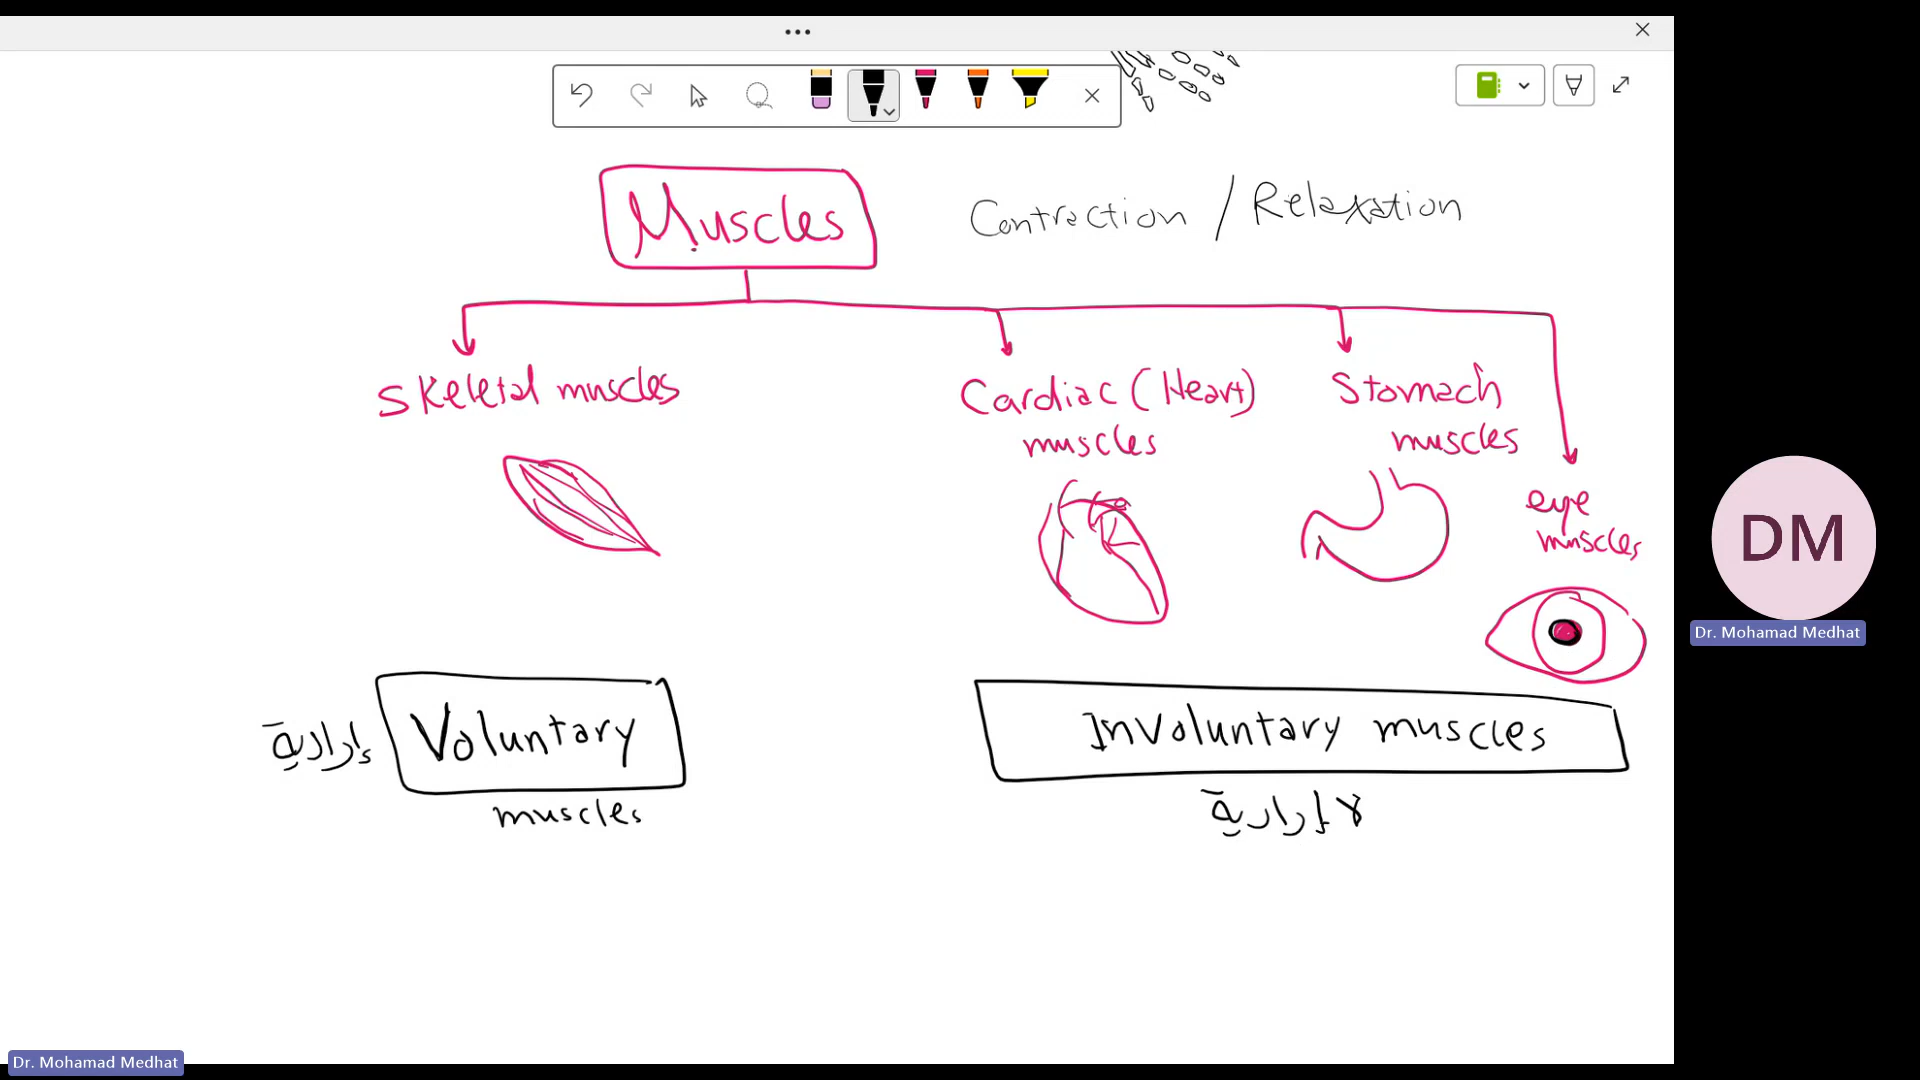 Muscles
Contraction / Relaxation
Skeletal muscles
Cardiac (Heart)
muscles
Stomach
muscles
eye
muscles
DM
Dr. Mohamad Medhat
إرادية
Voluntary
muscles
Involuntary muscles
لا إرادية
Dr. Mohamad Medhat